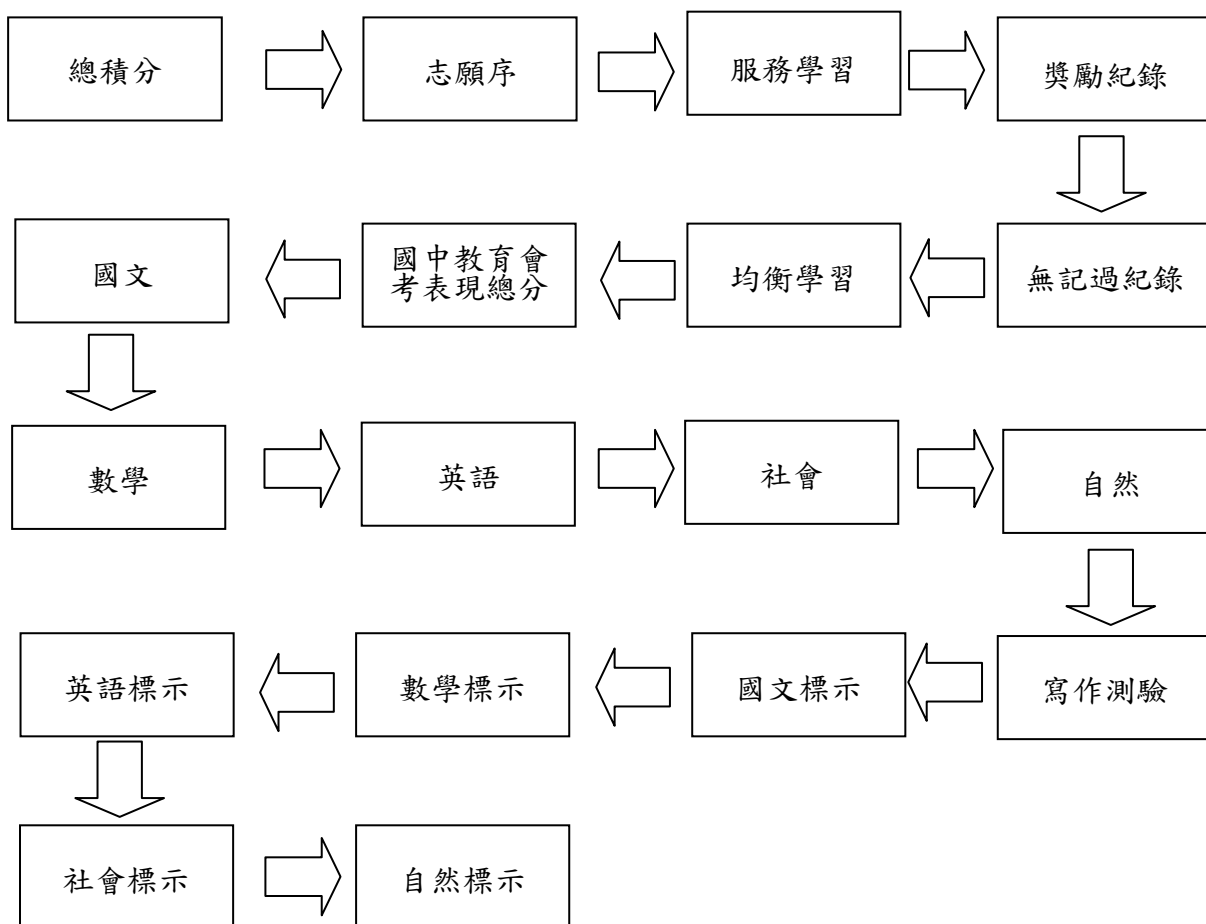 總積分
志願序
服務學習
獎勵紀錄
無記過紀錄
均衡學習
國中教育會
考表現總分
國文
數學
英語
社會
自然
寫作測驗
國文標示
數學標示
英語標示
社會標示
自然標示